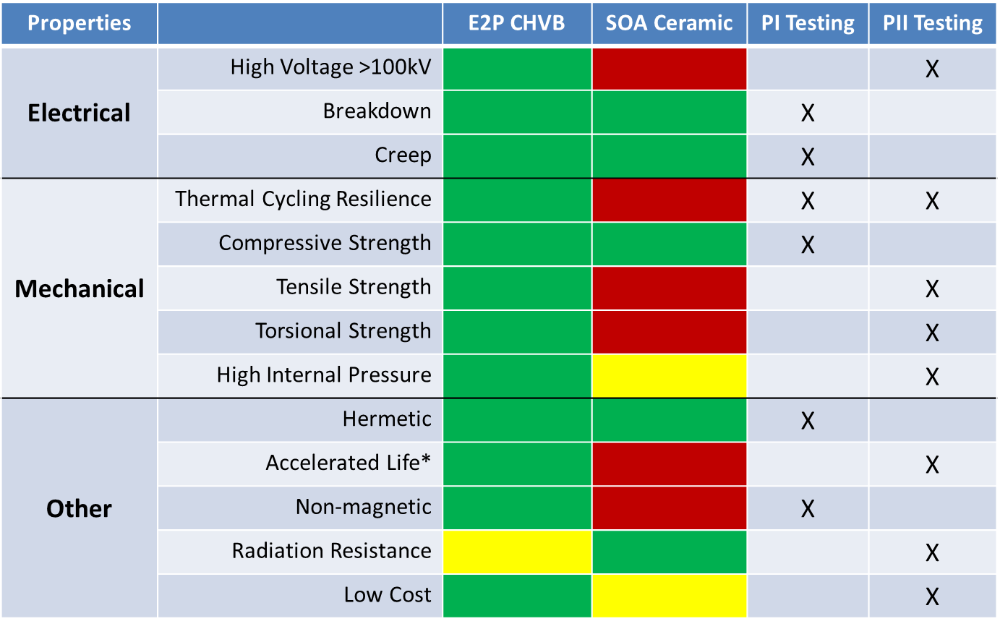 Properties E2P CHVB SOA Ceramic PI Testing PII Testing
Electrical
High Voltage >100kV X
Breakdown X
Creep X
Mechanical
Thermal Cycling Resilience X X
Compressive Strength X
Tensile Strength X
Torsional Strength X
High Internal Pressure X
Other
Hermetic X
Accelerated Life* X
Non-magnetic X
Radiation Resistance X
Low Cost X